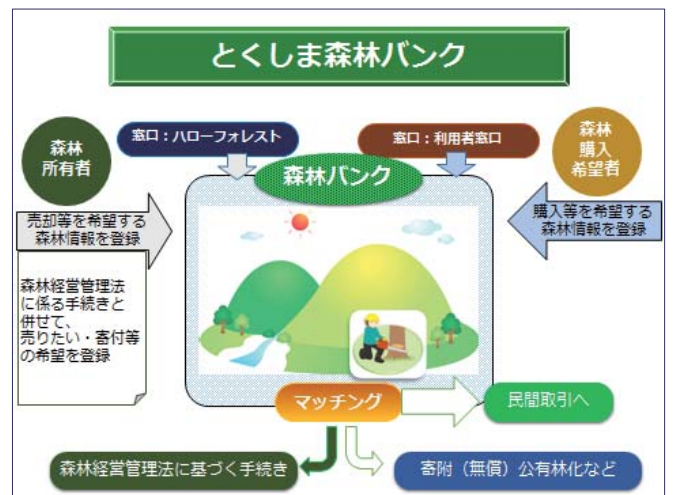 とくしま森林バンク
森林
所有者
窓口：ハローフォレスト
窓口：利用者窓口
森林
購入
希望者
森林バンク
売却等を希望する
森林情報を登録
購入等を希望する
森林情報を登録
森林経営管理法
に係る手続きと
併せて、
売りたい・寄付等
の希望を登録
マッチング
民間取引へ
森林経営管理法に基づく手続き
寄附（無償）公有林化など